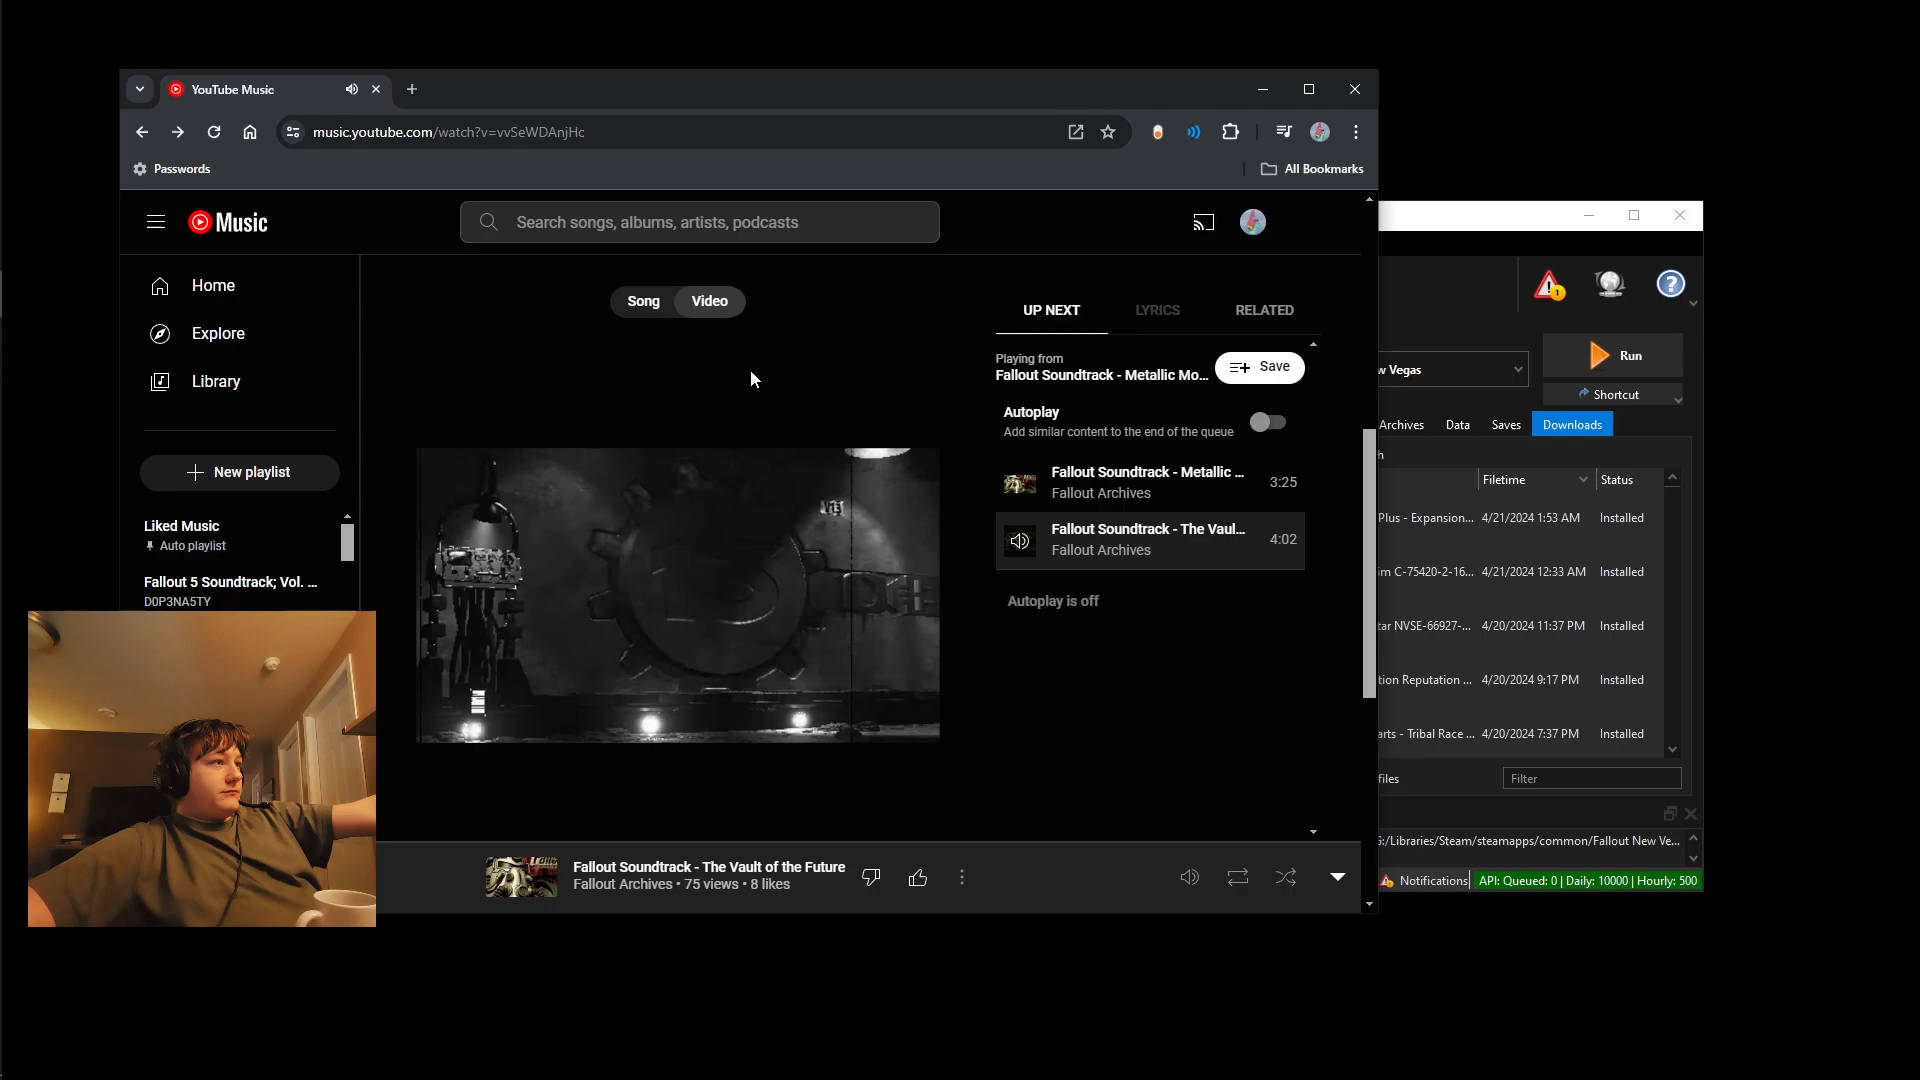 YouTube Music
music.youtube.com/watch?v=vvSeWDAnjHc
Passwords
All Bookmarks
Music
Search songs, albums, artists, podcasts
Home
Explore
Library
New playlist
Liked Music
Auto playlist
Fallout 5 Soundtrack; Vol. ...
D0P3NA5TY
Song
Video
V13
UP NEXT
LYRICS
RELATED
Playing from
Fallout Soundtrack - Metallic Mo...
Save
Autoplay
Add similar content to the end of the queue
Fallout Soundtrack - Metallic ...
Fallout Archives
3:25
Fallout Soundtrack - The Vaul...
Fallout Archives
4:02
Autoplay is off
Fallout Soundtrack - The Vault of the Future
Fallout Archives • 75 views • 8 likes
1
?
w Vegas
Run
Shortcut
Archives
Data
Saves
Downloads
h
Filetime
Status
Plus - Expansion... 4/21/2024 1:53 AM Installed
im C-75420-2-16... 4/21/2024 12:33 AM Installed
tar NVSE-66927-... 4/20/2024 11:37 PM Installed
tion Reputation ... 4/20/2024 9:17 PM Installed
arts - Tribal Race ... 4/20/2024 7:37 PM Installed
files
Filter
G:/Libraries/Steam/steamapps/common/Fallout New Ve...
Notifications
API: Queued: 0 | Daily: 10000 | Hourly: 500